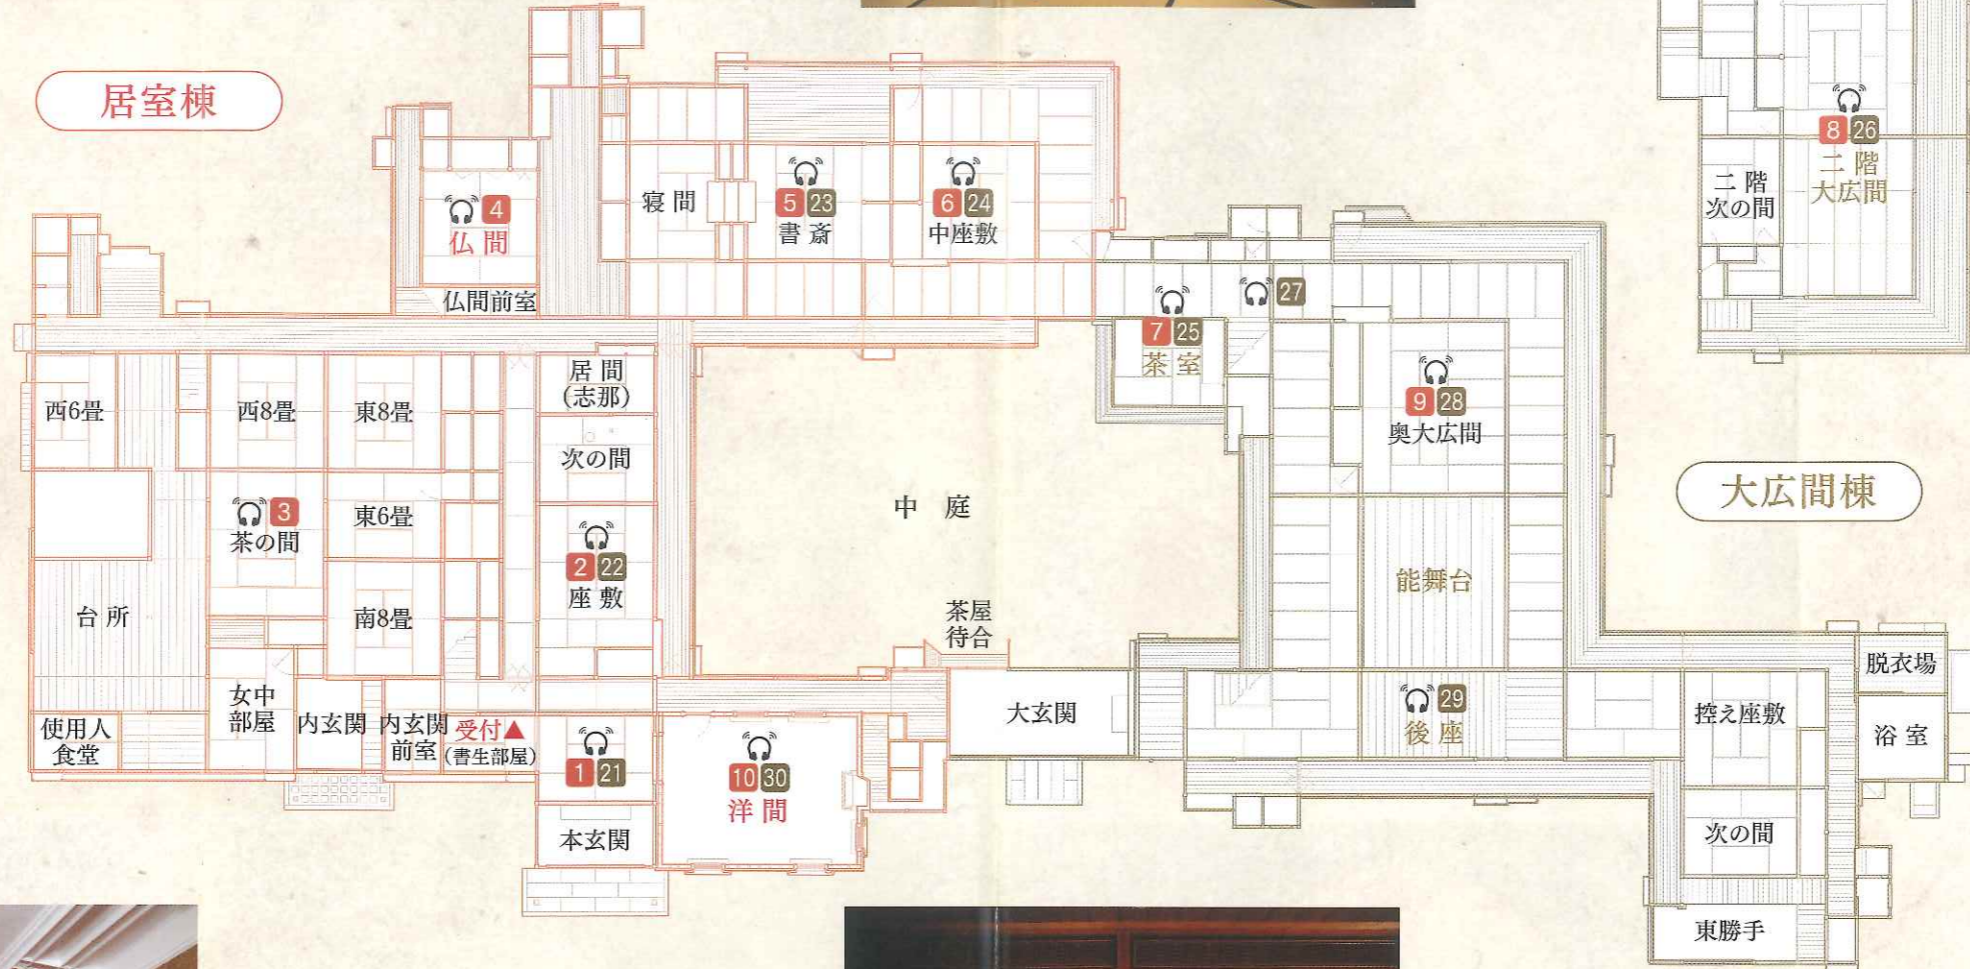 居室棟
4
仏間
仏間前室
寝間
5 23
書斎
6 24
中座敷
27
7 25
茶室
8 26
二階
大広間
二階
次の間
西6畳
西8畳
東8畳
居間
(志那)
次の間
3
茶の間
東6畳
2 22
座敷
南8畳
台所
中庭
9 28
奥大広間
大広間棟
能舞台
茶屋
待合
女中
部屋
内玄関
内玄関
前室
受付▲
(書生部屋)
使用人
食堂
1 21
本玄関
10 30
洋間
大玄関
29
後座
控え座敷
脱衣場
浴室
次の間
東勝手